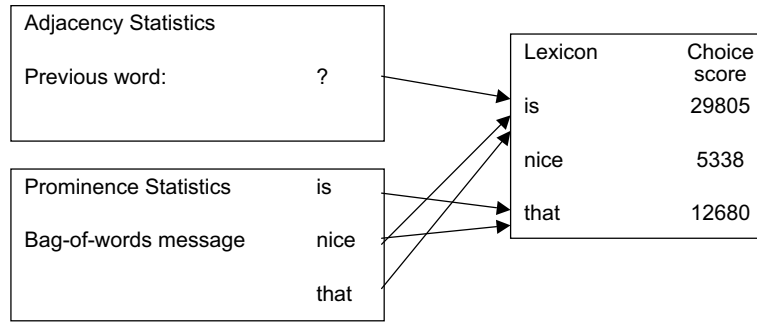 Adjacency Statistics
Previous word: ?
Prominence Statistics is
Bag-of-words message nice
that
Lexicon Choice
score
is 29805
nice 5338
that 12680